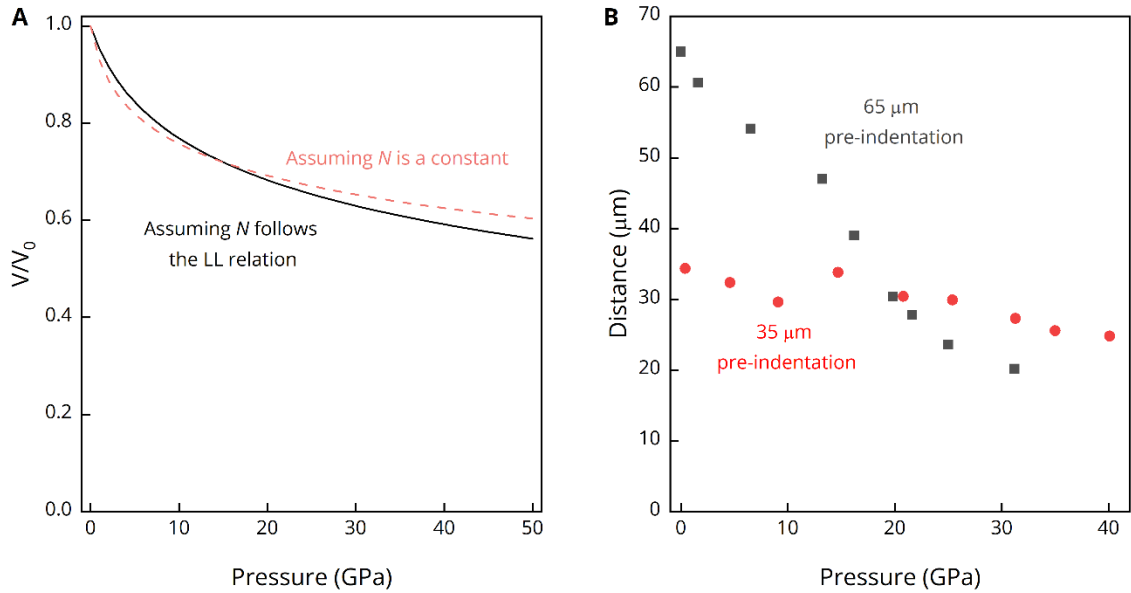 A
V/V₀
1.0
0.8
0.6
0.4
0.2
0.0
Assuming N is a constant
Assuming N follows
the LL relation
0 10 20 30 40 50
Pressure (GPa)
B
Distance (μm)
70
60
50
40
30
20
10
0
65 μm
pre-indentation
35 μm
pre-indentation
0 10 20 30 40
Pressure (GPa)